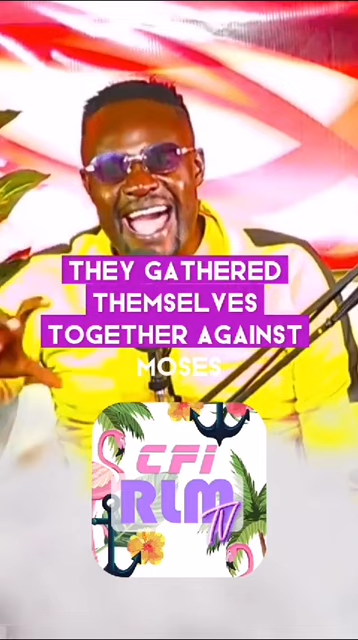 THEY GATHERED
THEMSELVES
TOGETHER AGAINST
MOSES
CFI
RLM
TV